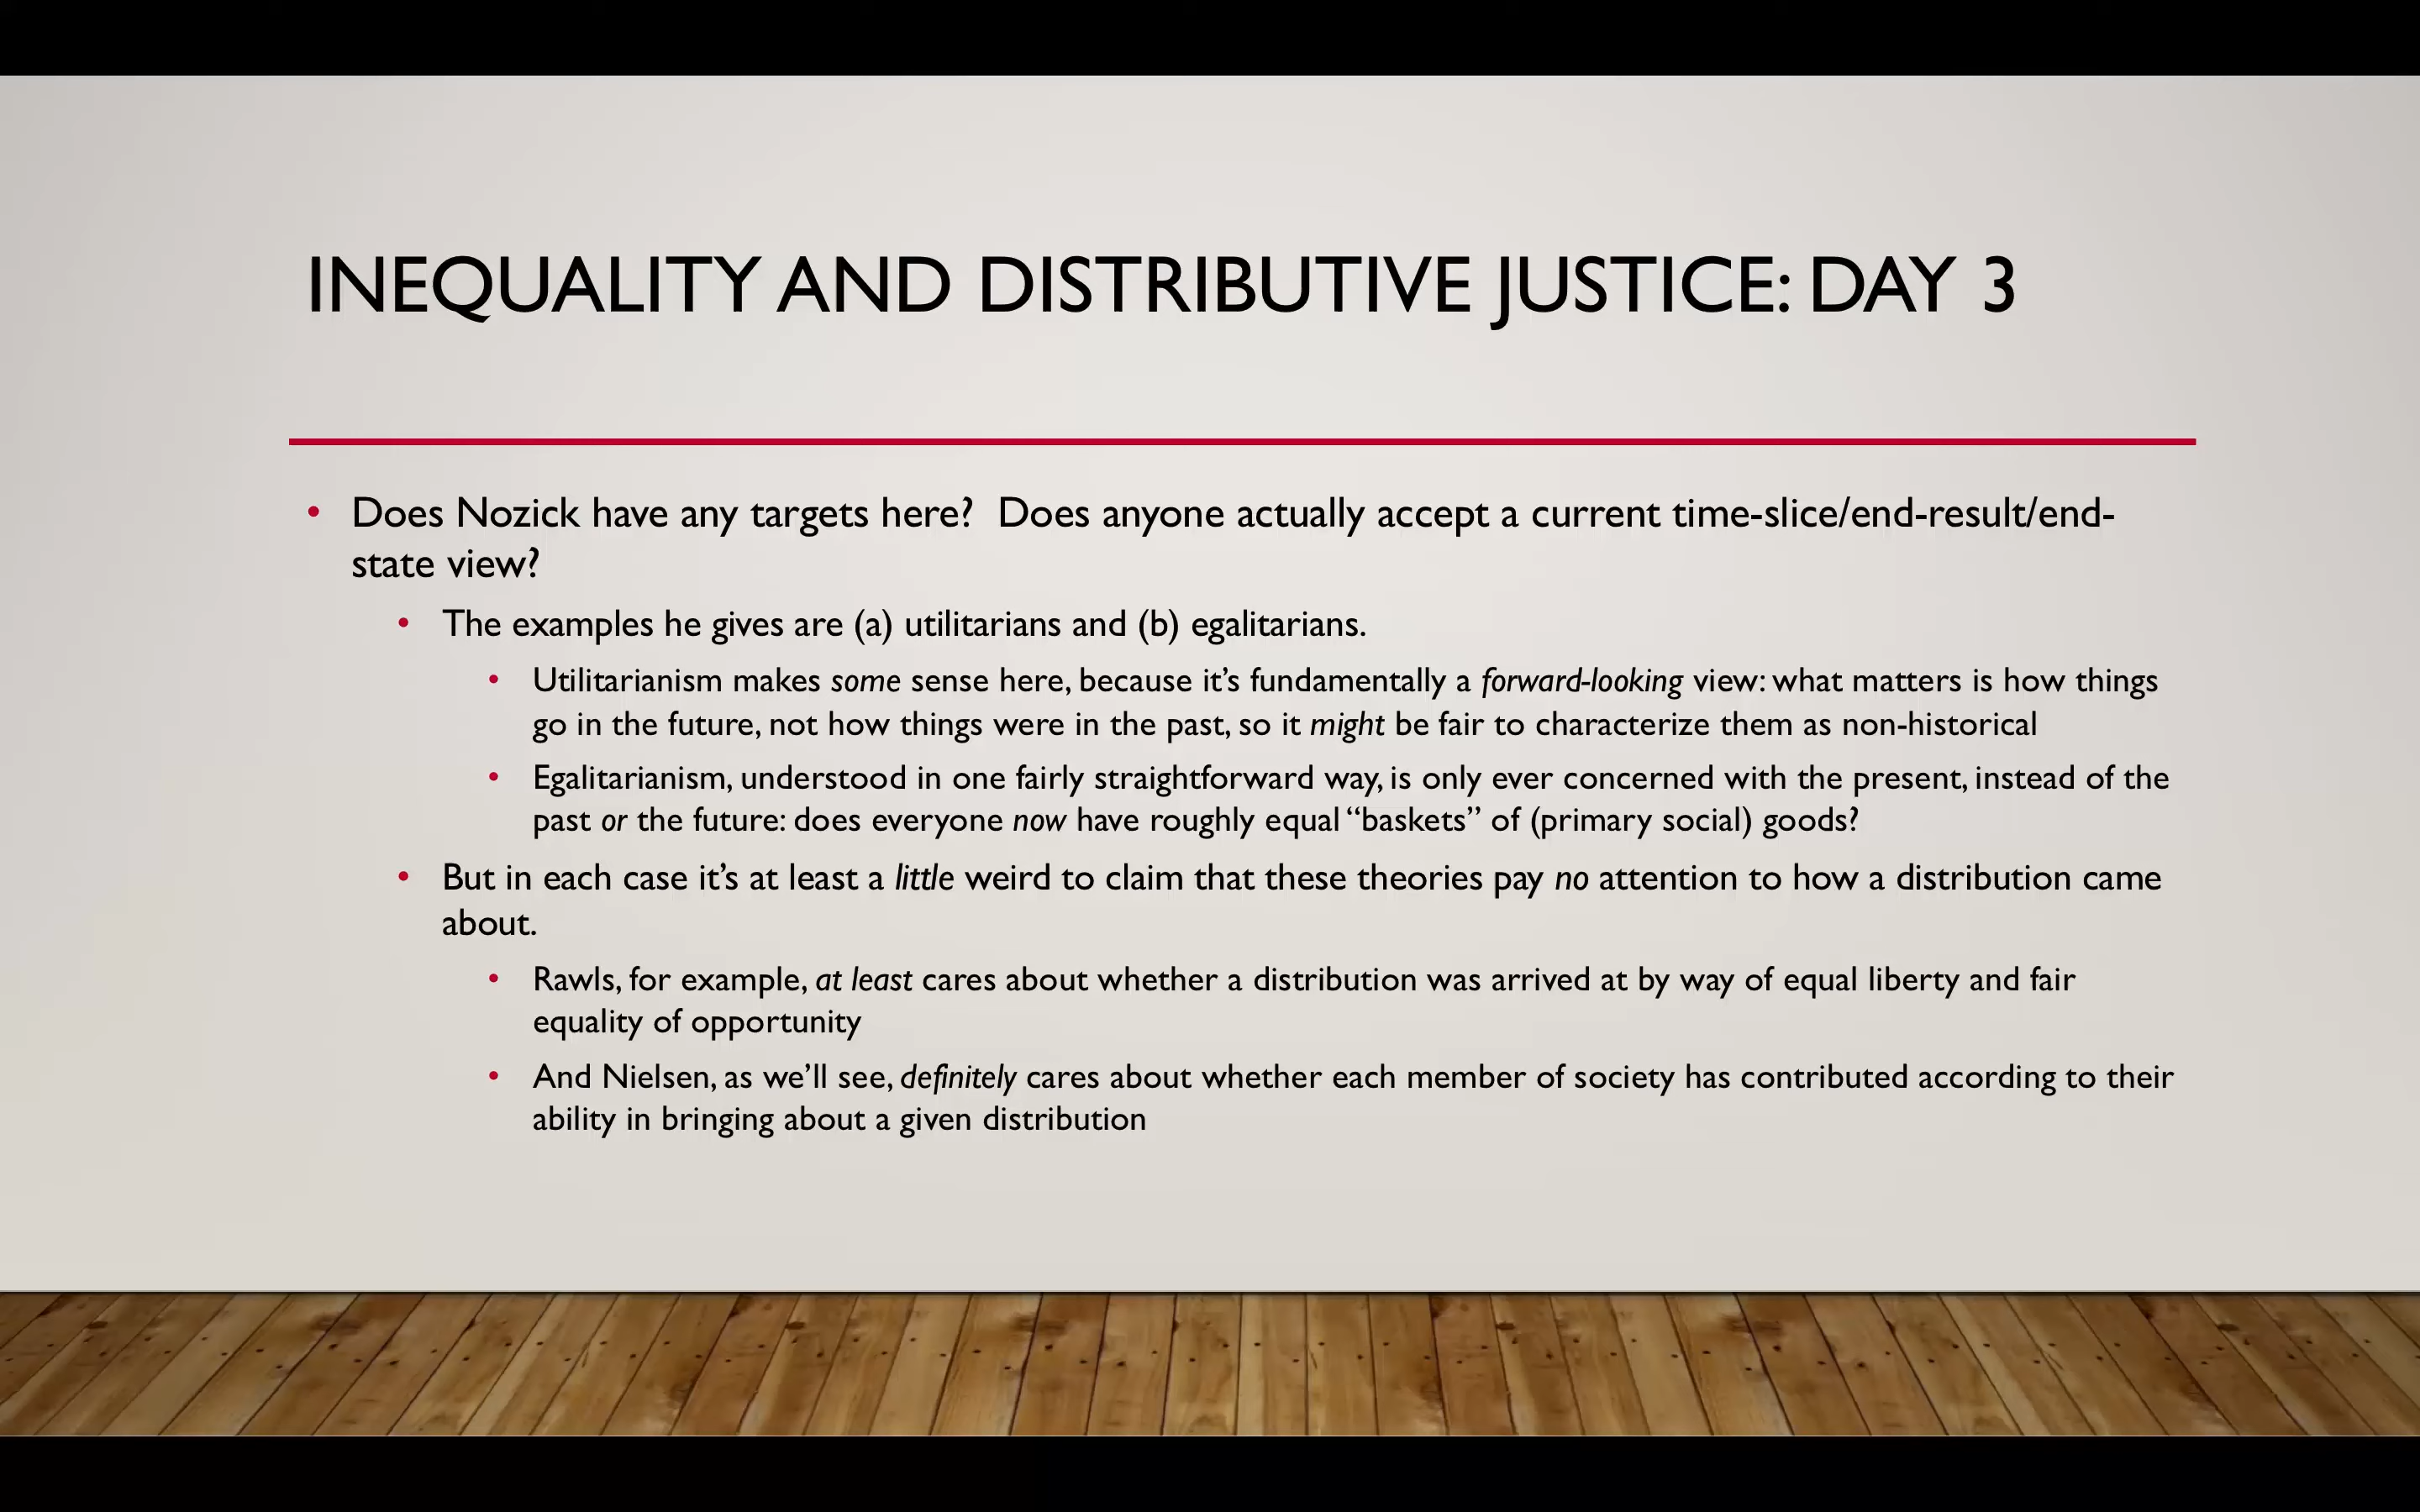 INEQUALITY AND DISTRIBUTIVE JUSTICE: DAY 3
• Does Nozick have any targets here?  Does anyone actually accept a current time-slice/end-result/end-
state view?
• The examples he gives are (a) utilitarians and (b) egalitarians.
• Utilitarianism makes some sense here, because it’s fundamentally a forward-looking view: what matters is how things
go in the future, not how things were in the past, so it might be fair to characterize them as non-historical
• Egalitarianism, understood in one fairly straightforward way, is only ever concerned with the present, instead of the
past or the future: does everyone now have roughly equal “baskets” of (primary social) goods?
• But in each case it’s at least a little weird to claim that these theories pay no attention to how a distribution came
about.
• Rawls, for example, at least cares about whether a distribution was arrived at by way of equal liberty and fair
equality of opportunity
• And Nielsen, as we’ll see, definitely cares about whether each member of society has contributed according to their
ability in bringing about a given distribution